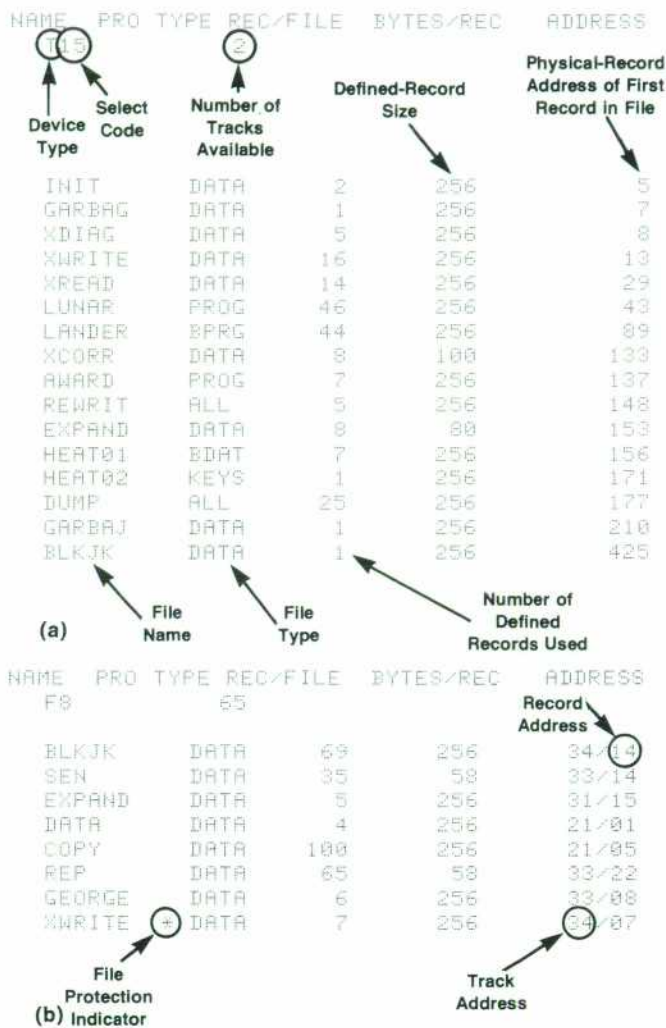 NAME PRO TYPE REC/FILE BYTES/REC ADDRESS
T15 2
Device Type
Select Code
Number of Tracks Available
Defined-Record Size
Physical-Record Address of First Record in File
INIT DATA 2 256 5
GARBAG DATA 1 256 7
XDIAG DATA 5 256 8
XWRITE DATA 16 256 13
XREAD DATA 14 256 29
LUNAR PROG 46 256 43
LANDER BPRG 44 256 89
XCORR DATA 8 100 133
AWARD PROG 7 256 137
REWRIT ALL 5 256 148
EXPAND DATA 8 80 153
HEAT01 BDAT 7 256 156
HEAT02 KEYS 1 256 171
DUMP ALL 25 256 177
GARBAJ DATA 1 256 210
BLKJK DATA 1 256 425
File Name
File Type
Number of Defined Records Used
(a)
NAME PRO TYPE REC/FILE BYTES/REC ADDRESS
F8 65
Record Address
BLKJK DATA 69 256 34/14
SEN DATA 35 58 33/14
EXPAND DATA 5 256 31/15
DATA DATA 4 256 21/01
COPY DATA 100 256 21/05
REP DATA 65 58 33/22
GEORGE DATA 6 256 33/08
XWRITE * DATA 7 256 34/07
File Protection Indicator
Track Address
(b)